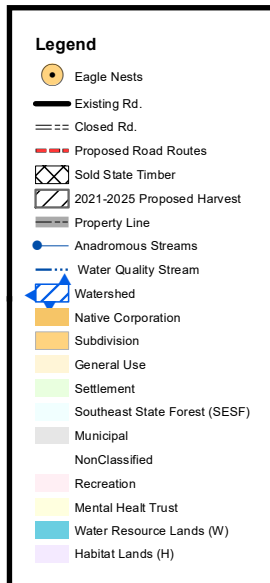 Legend
Eagle Nests
Existing Rd.
Closed Rd.
Proposed Road Routes
Sold State Timber
2021-2025 Proposed Harvest
Property Line
Anadromous Streams
Water Quality Stream
Watershed
Native Corporation
Subdivision
General Use
Settlement
Southeast State Forest (SESF)
Municipal
NonClassified
Recreation
Mental Healt Trust
Water Resource Lands (W)
Habitat Lands (H)